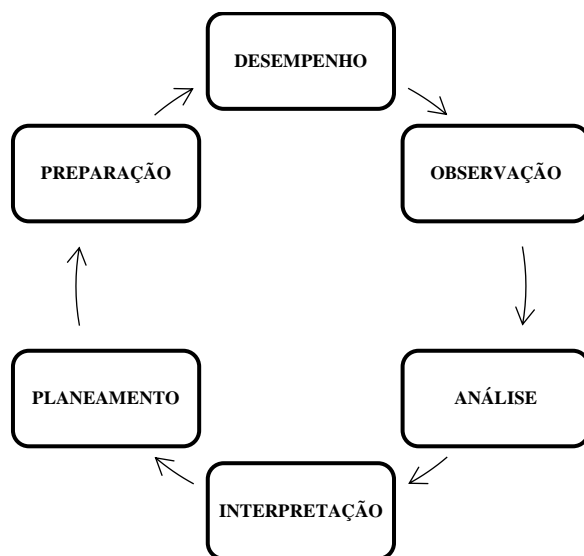 DESEMPENHO
OBSERVAÇÃO
ANÁLISE
INTERPRETAÇÃO
PLANEAMENTO
PREPARAÇÃO